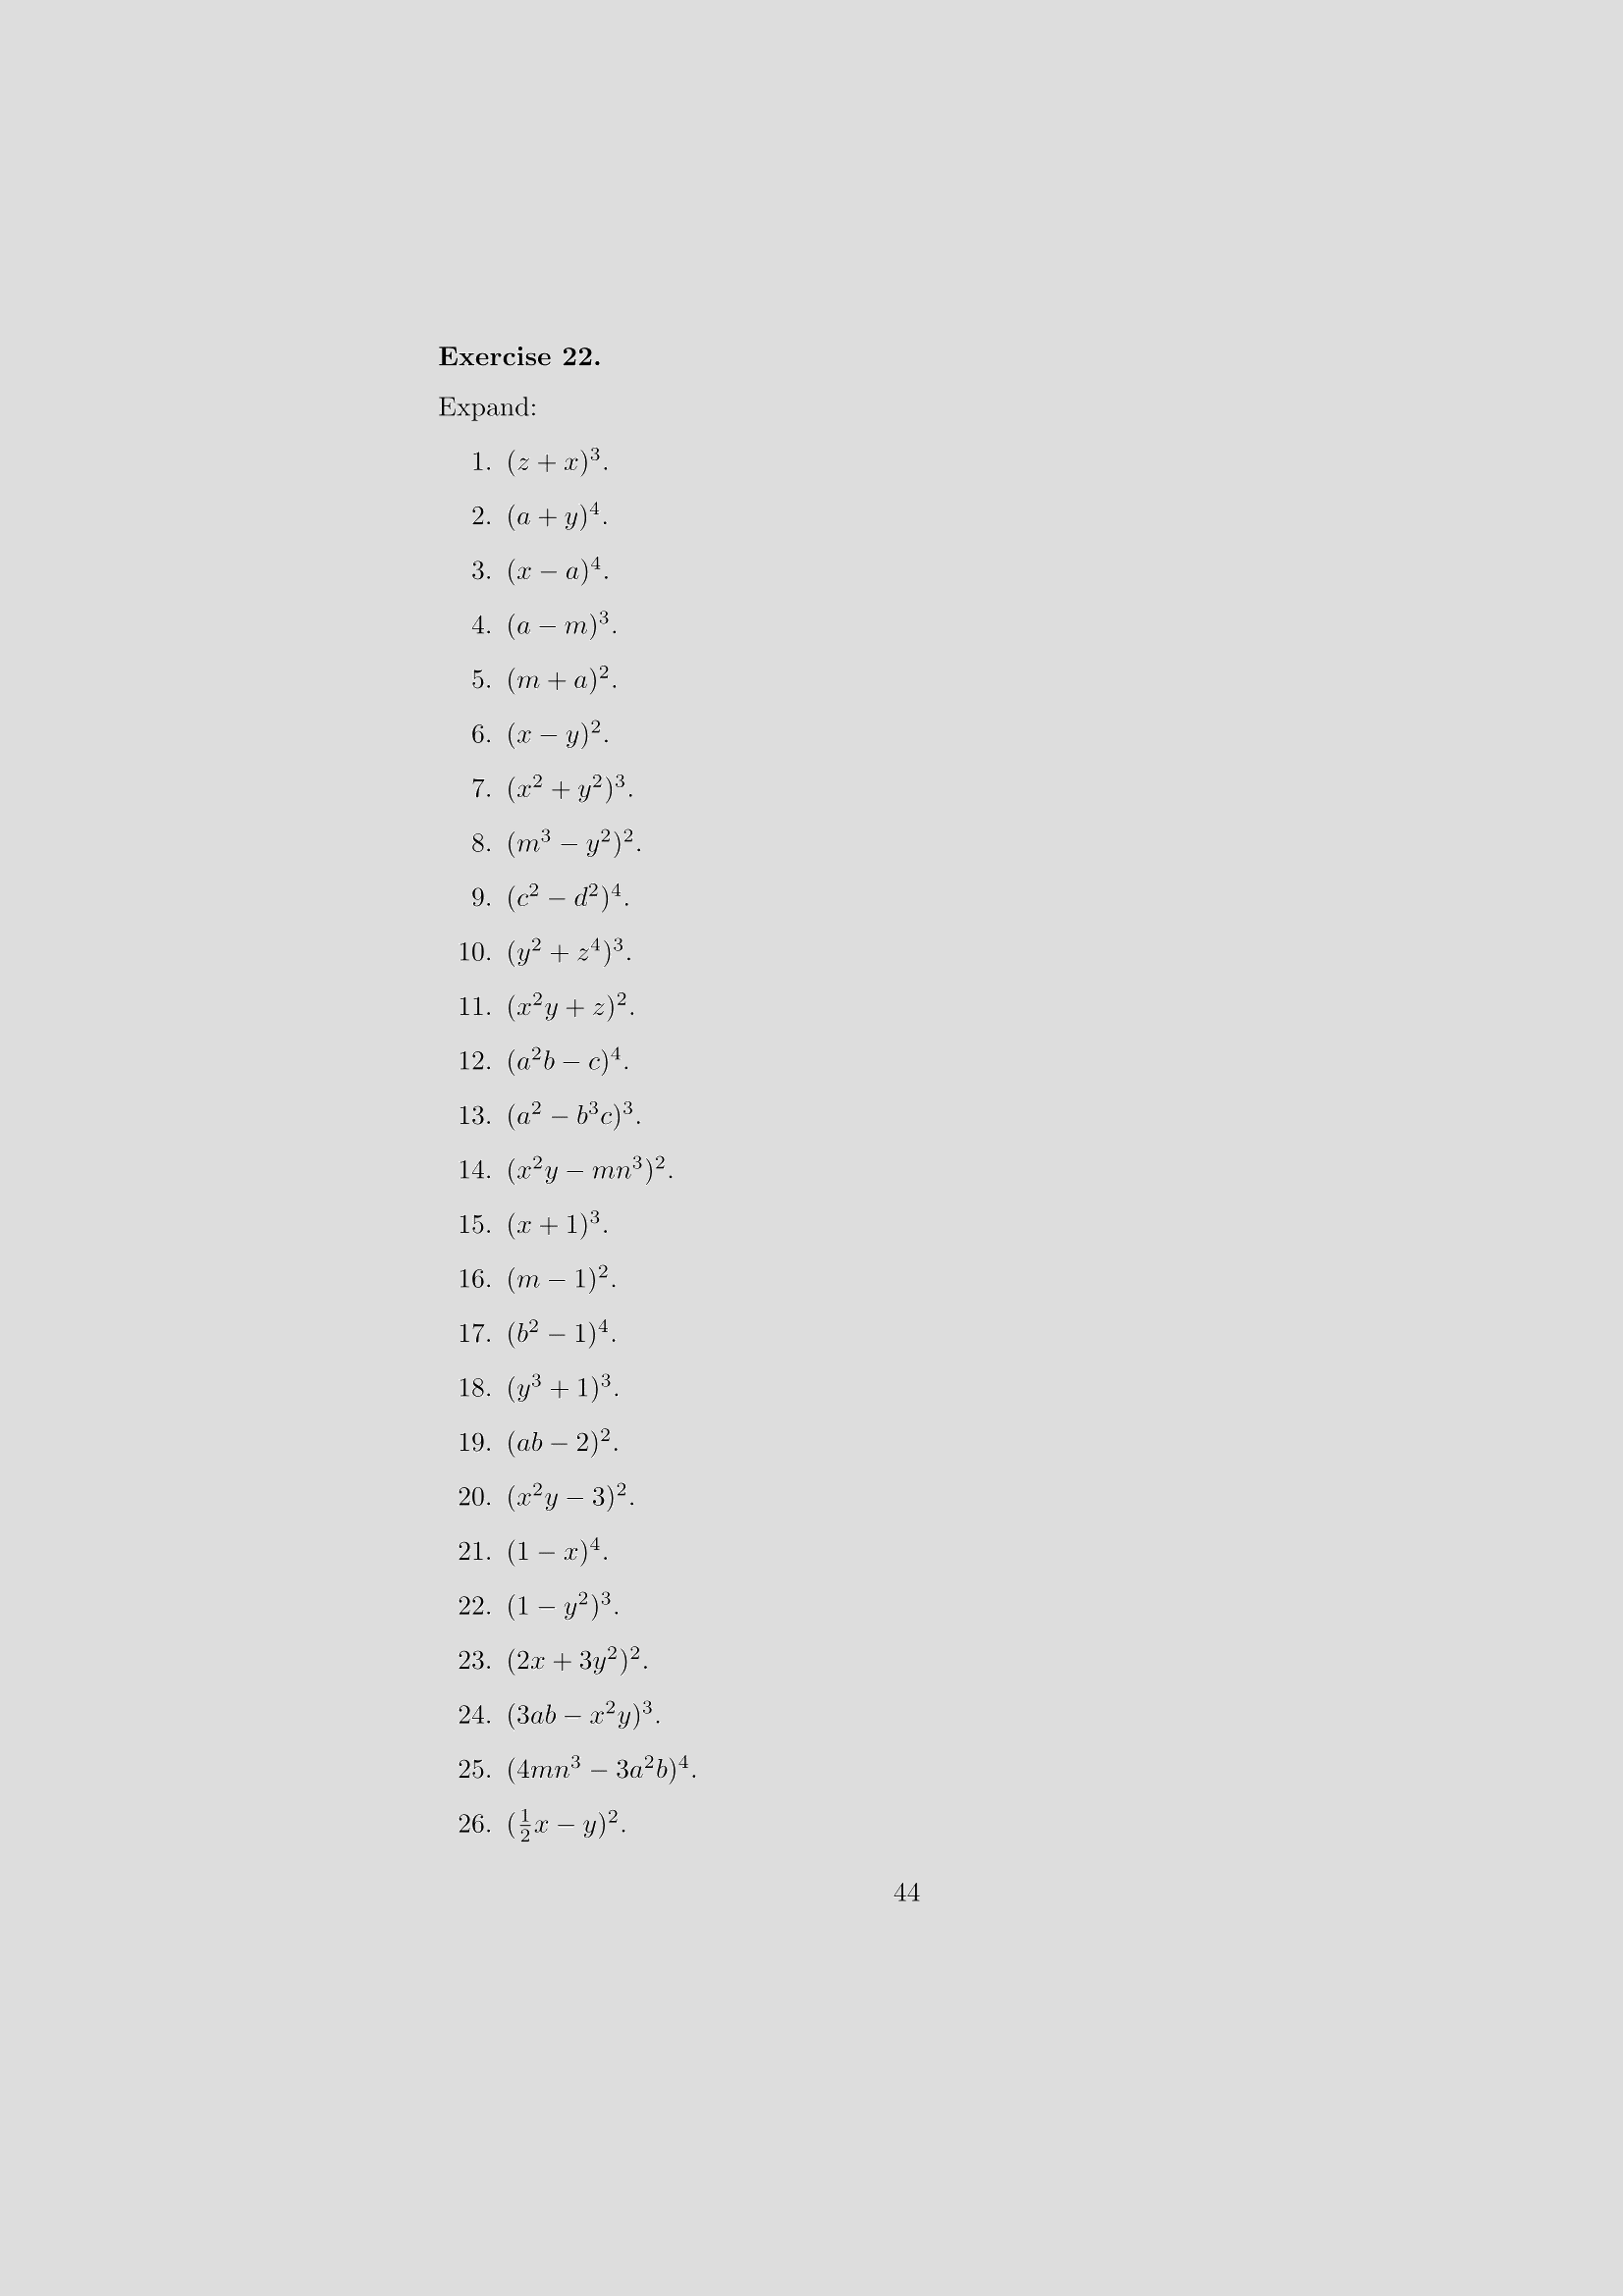 Exercise 22.
Expand:
1. $(z + x)^3$.
2. $(a + y)^4$.
3. $(x - a)^4$.
4. $(a - m)^3$.
5. $(m + a)^2$.
6. $(x - y)^2$.
7. $(x^2 + y^2)^3$.
8. $(m^3 - y^2)^2$.
9. $(c^2 - d^2)^4$.
10. $(y^2 + z^4)^3$.
11. $(x^2y + z)^2$.
12. $(a^2b - c)^4$.
13. $(a^2 - b^3c)^3$.
14. $(x^2y - mn^3)^2$.
15. $(x + 1)^3$.
16. $(m - 1)^2$.
17. $(b^2 - 1)^4$.
18. $(y^3 + 1)^3$.
19. $(ab - 2)^2$.
20. $(x^2y - 3)^2$.
21. $(1 - x)^4$.
22. $(1 - y^2)^3$.
23. $(2x + 3y^2)^2$.
24. $(3ab - x^2y)^3$.
25. $(4mn^3 - 3a^2b)^4$.
26. $(\frac{1}{2}x - y)^2$.
44